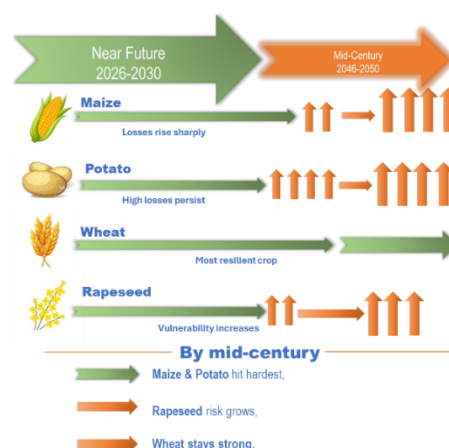 Near Future
2026-2030
Mid-Century
2046-2050
Maize
Losses rise sharply
Potato
High losses persist
Wheat
Most resilient crop
Rapeseed
Vulnerability increases
By mid-century
Maize & Potato hit hardest,
Rapeseed risk grows,
Wheat stays strong.